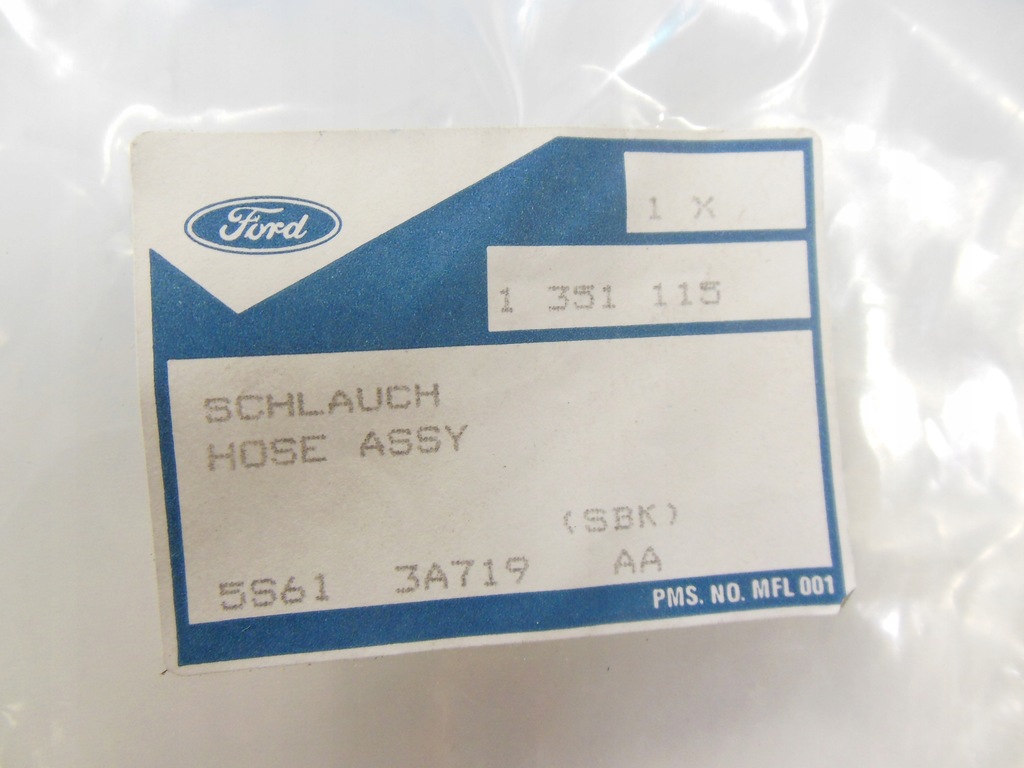 Ford
1 X
1 351 115
SCHLAUCH
HOSE ASSY
(SBK)
5S61 3A719 AA
PMS. NO. MFL 001